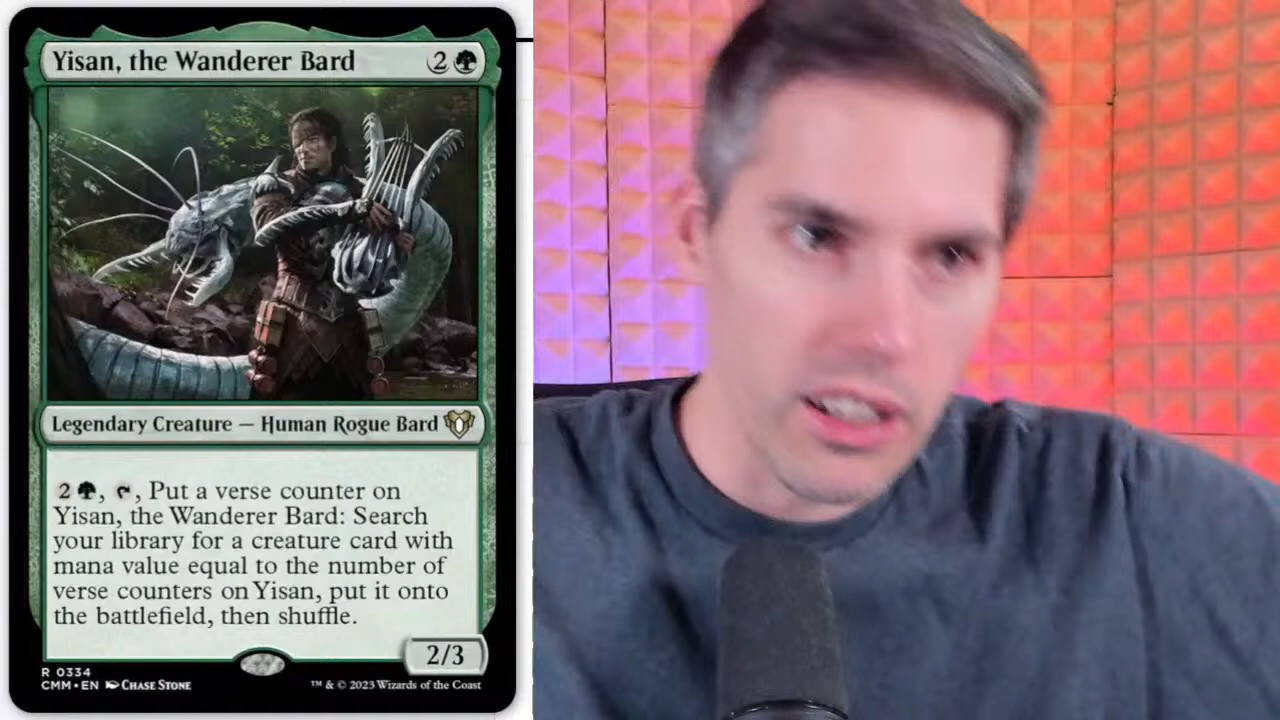 Yisan, the Wanderer Bard 2
Legendary Creature — Human Rogue Bard
2 , , Put a verse counter on
Yisan, the Wanderer Bard: Search
your library for a creature card with
mana value equal to the number of
verse counters on Yisan, put it onto
the battlefield, then shuffle.
2/3
R 0334
CMM • EN Chase Stone
™ & © 2023 Wizards of the Coast